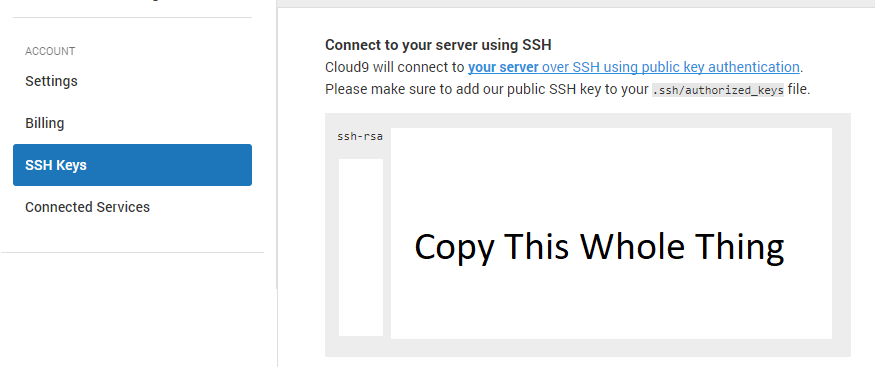 ACCOUNT
Settings
Billing
SSH Keys
Connected Services
Connect to your server using SSH
Cloud9 will connect to your server over SSH using public key authentication.
Please make sure to add our public SSH key to your .ssh/authorized_keys file.
ssh-rsa
Copy This Whole Thing